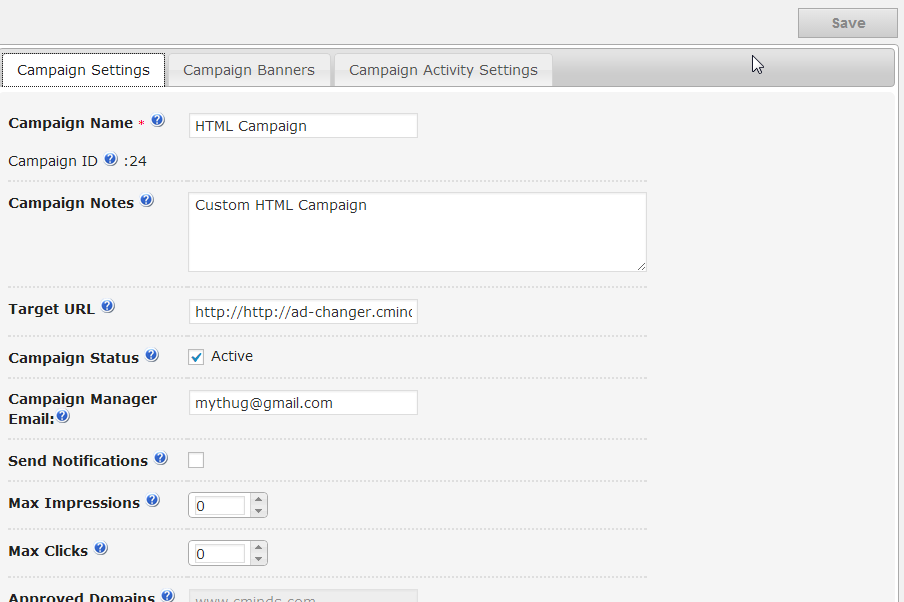 Save
Campaign Settings Campaign Banners Campaign Activity Settings
Campaign Name * ? HTML Campaign
Campaign ID ? :24
Campaign Notes ? Custom HTML Campaign
Target URL ? http://http://ad-changer.cmind
Campaign Status ? Active
Campaign Manager
Email: ? mythug@gmail.com
Send Notifications ?
Max Impressions ? 0
Max Clicks ? 0
Approved Domains ? www.cminds.com